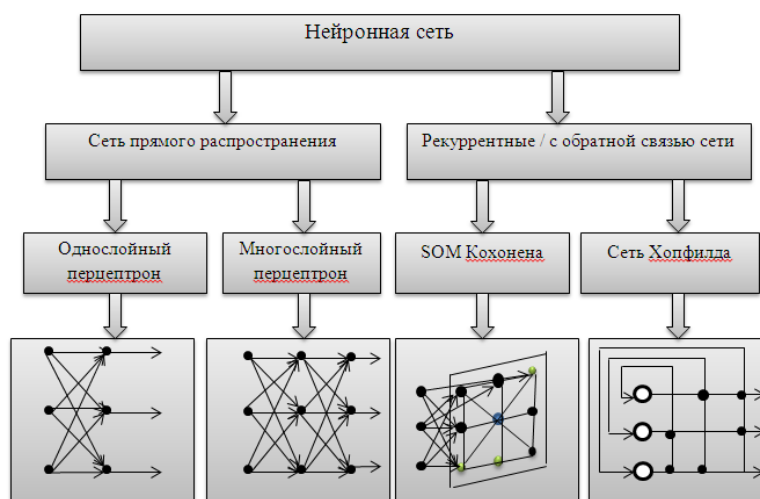 Нейронная сеть
Сеть прямого распространения
Рекуррентные / с обратной связью сети
Однослойный
перцептрон
Многослойный
перцептрон
SOM Кохонена
Сеть Хопфилда